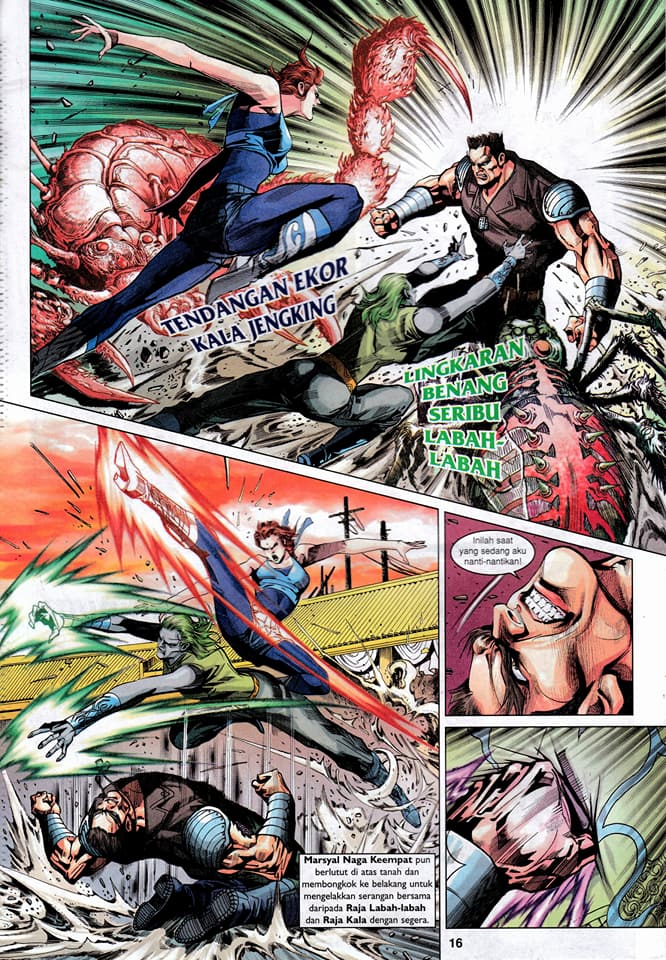 TENDANGAN EKOR
KALA JENGKING
LINGKARAN
BENANG
SERIBU
LABAH-
LABAH
Inilah saat
yang sedang aku
nanti-nantikan!
Marsyal Naga Keempat pun
berlutut di atas tanah dan
membongkok ke belakang untuk
mengelakkan serangan bersama
daripada Raja Labah-labah
dan Raja Kala dengan segera.
16